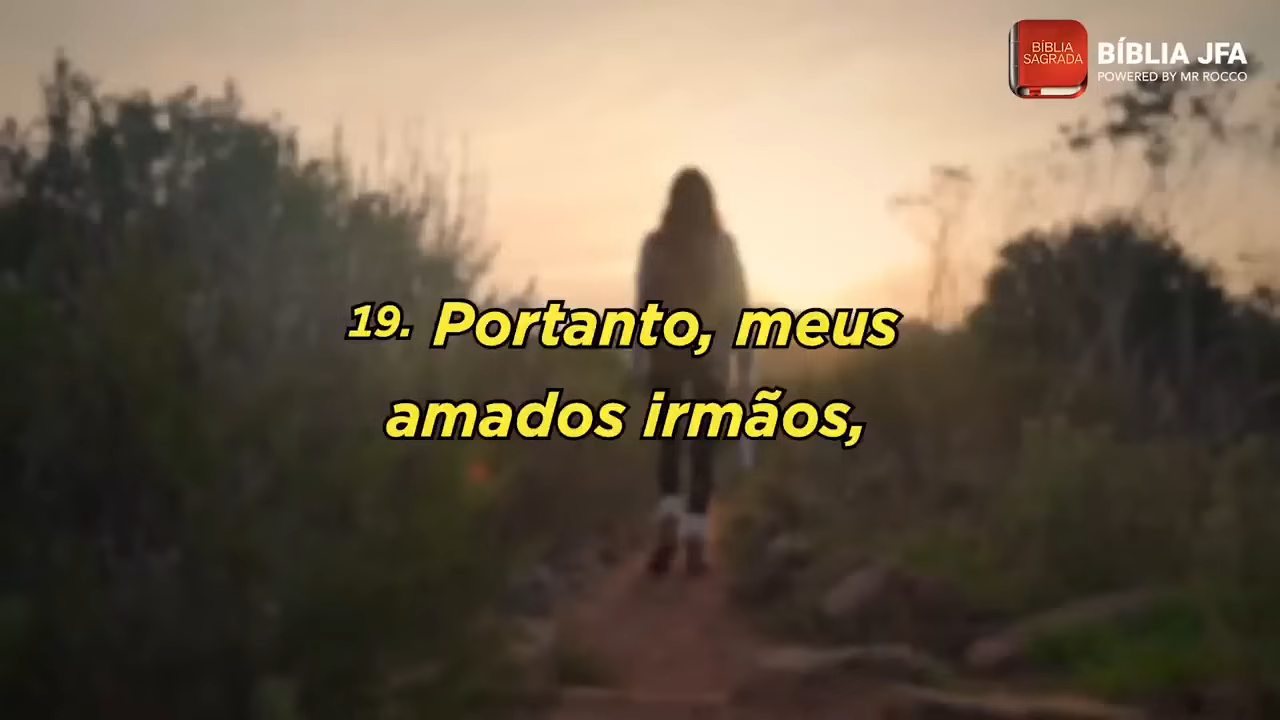 BÍBLIA
SAGRADA
BÍBLIA JFA
POWERED BY MR ROCCO
19. Portanto, meus
amados irmãos,